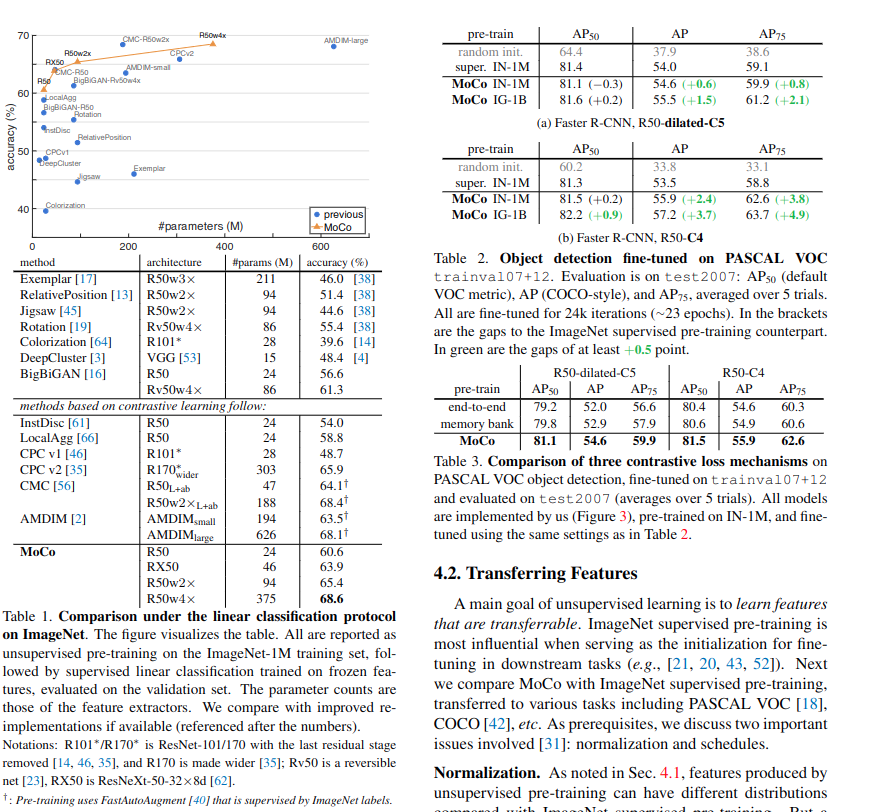 70
60
50
40
accuracy (%)
R50w4x
CMC-R50w2x
AMDIM-large
R50w2x
CPCv2
RX50
AMDIM-small
CMC-R50
R50
BigBiGAN-Rv50w4x
LocalAgg
BigBiGAN-R50
Rotation
InstDisc
RelativePosition
CPCv1
DeepCluster
Exemplar
Jigsaw
Colorization
previous
MoCo
#parameters (M)
0 200 400 600
method architecture #params (M) accuracy (%)
Exemplar [17] R50w3× 211 46.0 [38]
RelativePosition [13] R50w2× 94 51.4 [38]
Jigsaw [45] R50w2× 94 44.6 [38]
Rotation [19] Rv50w4× 86 55.4 [38]
Colorization [64] R101* 28 39.6 [14]
DeepCluster [3] VGG [53] 15 48.4 [4]
BigBiGAN [16] R50 24 56.6
Rv50w4× 86 61.3
methods based on contrastive learning follow:
InstDisc [61] R50 24 54.0
LocalAgg [66] R50 24 58.8
CPC v1 [46] R101* 28 48.7
CPC v2 [35] R170*wider 303 65.9
CMC [56] R50L+ab 47 64.1†
R50w2×L+ab 188 68.4†
AMDIM [2] AMDIMsmall 194 63.5†
AMDIMlarge 626 68.1†
MoCo R50 24 60.6
RX50 46 63.9
R50w2× 94 65.4
R50w4× 375 68.6
Table 1. Comparison under the linear classification protocol
on ImageNet. The figure visualizes the table. All are reported as
unsupervised pre-training on the ImageNet-1M training set, fol-
lowed by supervised linear classification trained on frozen fea-
tures, evaluated on the validation set. The parameter counts are
those of the feature extractors. We compare with improved re-
implementations if available (referenced after the numbers).
Notations: R101*/R170* is ResNet-101/170 with the last residual stage
removed [14, 46, 35], and R170 is made wider [35]; Rv50 is a reversible
net [23], RX50 is ResNeXt-50-32×8d [62].
†: Pre-training uses FastAutoAugment [40] that is supervised by ImageNet labels.
pre-train AP50 AP AP75
random init. 64.4 37.9 38.6
super. IN-1M 81.4 54.0 59.1
MoCo IN-1M 81.1 (−0.3) 54.6 (+0.6) 59.9 (+0.8)
MoCo IG-1B 81.6 (+0.2) 55.5 (+1.5) 61.2 (+2.1)
(a) Faster R-CNN, R50-dilated-C5
pre-train AP50 AP AP75
random init. 60.2 33.8 33.1
super. IN-1M 81.3 53.5 58.8
MoCo IN-1M 81.5 (+0.2) 55.9 (+2.4) 62.6 (+3.8)
MoCo IG-1B 82.2 (+0.9) 57.2 (+3.7) 63.7 (+4.9)
(b) Faster R-CNN, R50-C4
Table 2. Object detection fine-tuned on PASCAL VOC
trainval07+12. Evaluation is on test2007: AP50 (default
VOC metric), AP (COCO-style), and AP75, averaged over 5 trials.
All are fine-tuned for 24k iterations (∼23 epochs). In the brackets
are the gaps to the ImageNet supervised pre-training counterpart.
In green are the gaps of at least +0.5 point.
R50-dilated-C5 R50-C4
pre-train AP50 AP AP75 AP50 AP AP75
end-to-end 79.2 52.0 56.6 80.4 54.6 60.3
memory bank 79.8 52.9 57.9 80.6 54.9 60.6
MoCo 81.1 54.6 59.9 81.5 55.9 62.6
Table 3. Comparison of three contrastive loss mechanisms on
PASCAL VOC object detection, fine-tuned on trainval07+12
and evaluated on test2007 (averages over 5 trials). All models
are implemented by us (Figure 3), pre-trained on IN-1M, and fine-
tuned using the same settings as in Table 2.
4.2. Transferring Features
A main goal of unsupervised learning is to learn features
that are transferrable. ImageNet supervised pre-training is
most influential when serving as the initialization for fine-
tuning in downstream tasks (e.g., [21, 20, 43, 52]). Next
we compare MoCo with ImageNet supervised pre-training,
transferred to various tasks including PASCAL VOC [18],
COCO [42], etc. As prerequisites, we discuss two important
issues involved [31]: normalization and schedules.
Normalization. As noted in Sec. 4.1, features produced by
unsupervised pre-training can have different distributions
compared with ImageNet supervised pre-training. But a